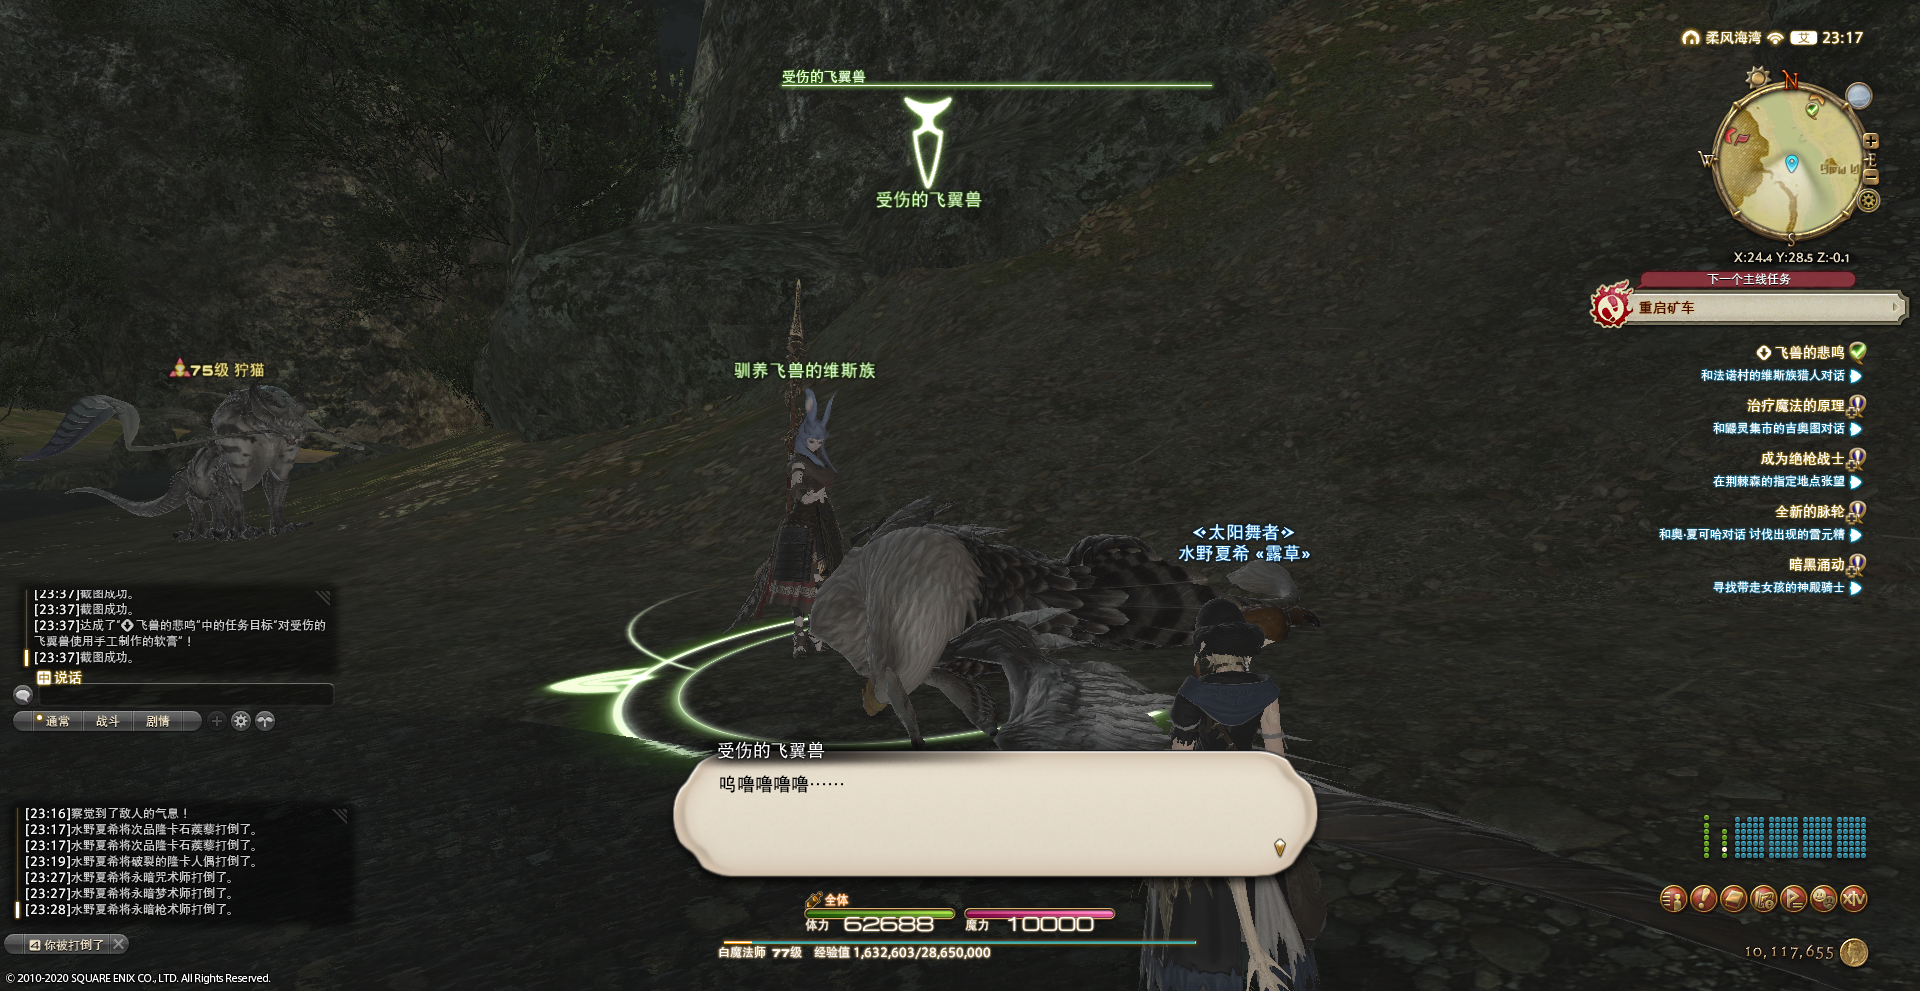 受伤的飞翼兽
受伤的飞翼兽
柔风海湾 艾 23:17
N
W
E
S
X:24.4 Y:28.5 Z:-0.1
下一个主线任务
重启矿车
飞兽的悲鸣
和法诺村的维斯族猎人对话
治疗魔法的原理
和鼹灵集市的吉奥图对话
成为绝枪战士
在荆棘森的指定地点张望
全新的脉轮
和奥·夏可哈对话 讨伐出现的雷元精
暗黑涌动
寻找带走女孩的神殿骑士
75级 狞猫
驯养飞兽的维斯族
太阳舞者
水野夏希 «露草»
[23:37]截图成功。
[23:37]截图成功。
[23:37]达成了“飞兽的悲鸣”中的任务目标“对受伤的
飞翼兽使用手工制作的软膏”！
[23:37]截图成功。
说话
通常 战斗 剧情
受伤的飞翼兽
呜噜噜噜噜……
[23:16]察觉到了敌人的气息！
[23:17]水野夏希将次品隆卡石蒺藜打倒了。
[23:17]水野夏希将次品隆卡石蒺藜打倒了。
[23:19]水野夏希将破裂的隆卡人偶打倒了。
[23:27]水野夏希将永暗咒术师打倒了。
[23:27]水野夏希将永暗梦术师打倒了。
[23:28]水野夏希将永暗枪术师打倒了。
4 你被打倒了
全体
体力 62688 魔力 10000
白魔法师 77级 经验值 1,632,603/28,650,000
XIV
10,117,655
© 2010-2020 SQUARE ENIX CO., LTD. All Rights Reserved.